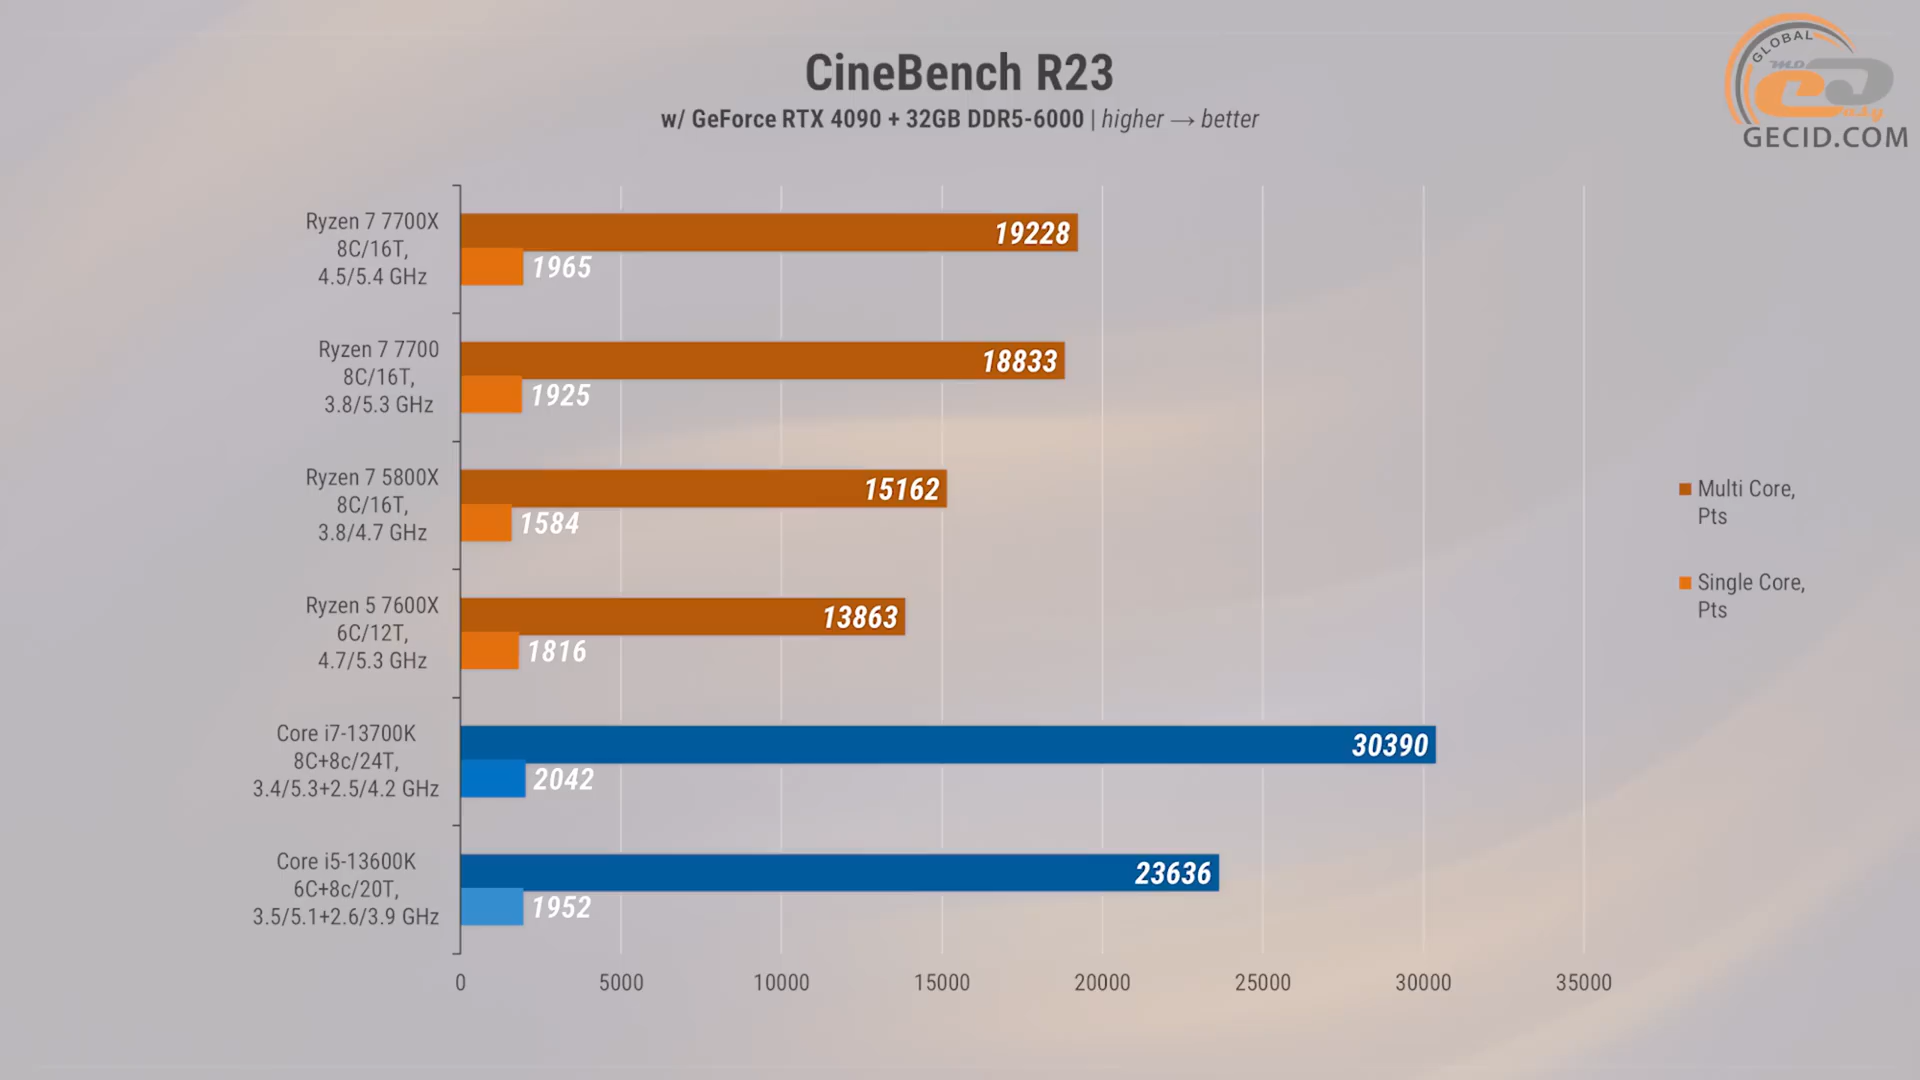 CineBench R23
w/ GeForce RTX 4090 + 32GB DDR5-6000 | higher → better
GLOBAL
GECID.COM
Ryzen 7 7700X
8C/16T,
4.5/5.4 GHz
19228
1965
Ryzen 7 7700
8C/16T,
3.8/5.3 GHz
18833
1925
Ryzen 7 5800X
8C/16T,
3.8/4.7 GHz
15162
1584
Ryzen 5 7600X
6C/12T,
4.7/5.3 GHz
13863
1816
Core i7-13700K
8C+8c/24T,
3.4/5.3+2.5/4.2 GHz
30390
2042
Core i5-13600K
6C+8c/20T,
3.5/5.1+2.6/3.9 GHz
23636
1952
Multi Core,
Pts
Single Core,
Pts
0 5000 10000 15000 20000 25000 30000 35000